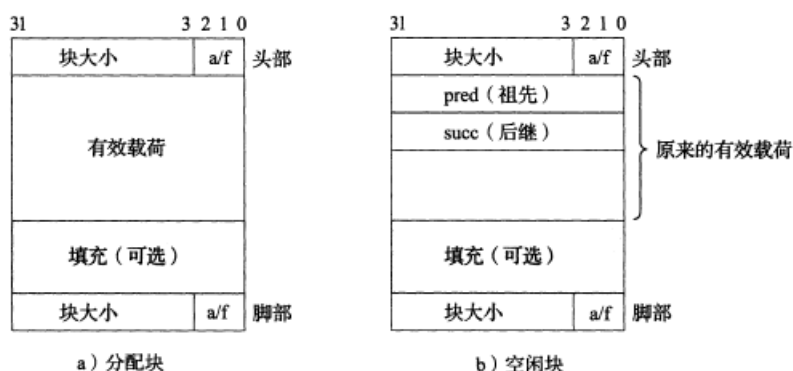 31 3 2 1 0
块大小 a/f 头部
有效载荷
填充（可选）
块大小 a/f 脚部
a）分配块
31 3 2 1 0
块大小 a/f 头部
pred（祖先）
succ（后继）
原来的有效载荷
填充（可选）
块大小 a/f 脚部
b）空闲块